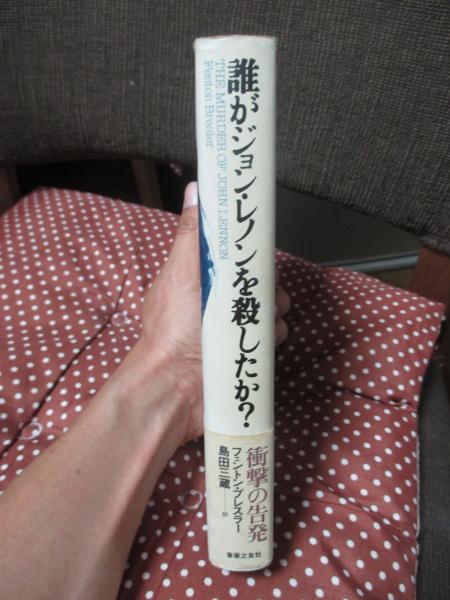 誰がジョン・レノンを殺したか?
THE MURDER OF JOHN LENNON
Fenton Bresler
衝撃の告発
フェントン・ブレスラー
島田三蔵――訳
音楽之友社